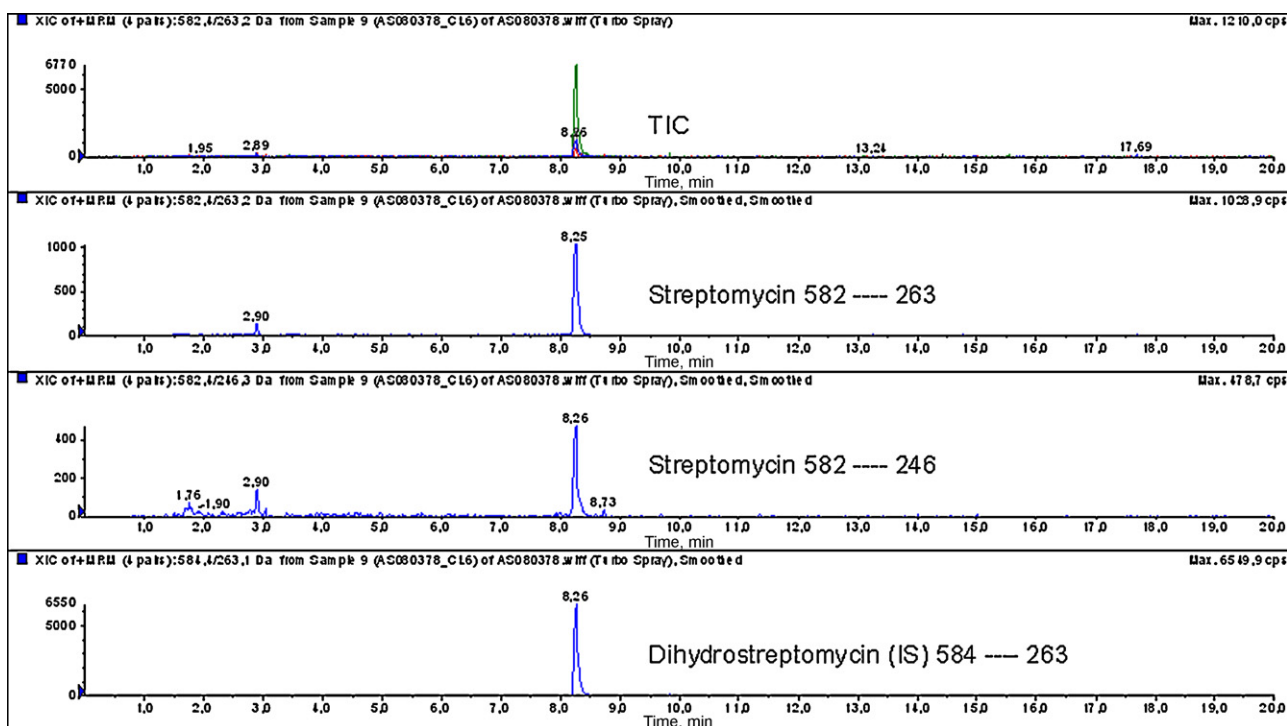 XIC of +MRM (4 pairs): 582,4/263,2 Da from Sample 9 (AS080378_CL6) of AS080378.wiff (Turbo Spray)
Max. 1210,0 cps
6770
5000
0
1,95
2,89
8,26
TIC
13,24
17,69
1,0 2,0 3,0 4,0 5,0 6,0 7,0 8,0 9,0 10,0 11,0 12,0 13,0 14,0 15,0 16,0 17,0 18,0 19,0 20,0
Time, min
XIC of +MRM (4 pairs): 582,4/263,2 Da from Sample 9 (AS080378_CL6) of AS080378.wiff (Turbo Spray), Smoothed, Smoothed
Max. 1028,9 cps
1000
500
0
2,90
8,25
Streptomycin 582 ---- 263
1,0 2,0 3,0 4,0 5,0 6,0 7,0 8,0 9,0 10,0 11,0 12,0 13,0 14,0 15,0 16,0 17,0 18,0 19,0 20,0
Time, min
XIC of +MRM (4 pairs): 582,4/246,3 Da from Sample 9 (AS080378_CL6) of AS080378.wiff (Turbo Spray), Smoothed, Smoothed
Max. 478,7 cps
400
200
0
1,76
1,90
2,90
8,26
8,73
Streptomycin 582 ---- 246
1,0 2,0 3,0 4,0 5,0 6,0 7,0 8,0 9,0 10,0 11,0 12,0 13,0 14,0 15,0 16,0 17,0 18,0 19,0 20,0
Time, min
XIC of +MRM (4 pairs): 584,4/263,1 Da from Sample 9 (AS080378_CL6) of AS080378.wiff (Turbo Spray), Smoothed
Max. 6549,9 cps
6550
5000
0
8,26
Dihydrostreptomycin (IS) 584 ---- 263
1,0 2,0 3,0 4,0 5,0 6,0 7,0 8,0 9,0 10,0 11,0 12,0 13,0 14,0 15,0 16,0 17,0 18,0 19,0 20,0
Time, min